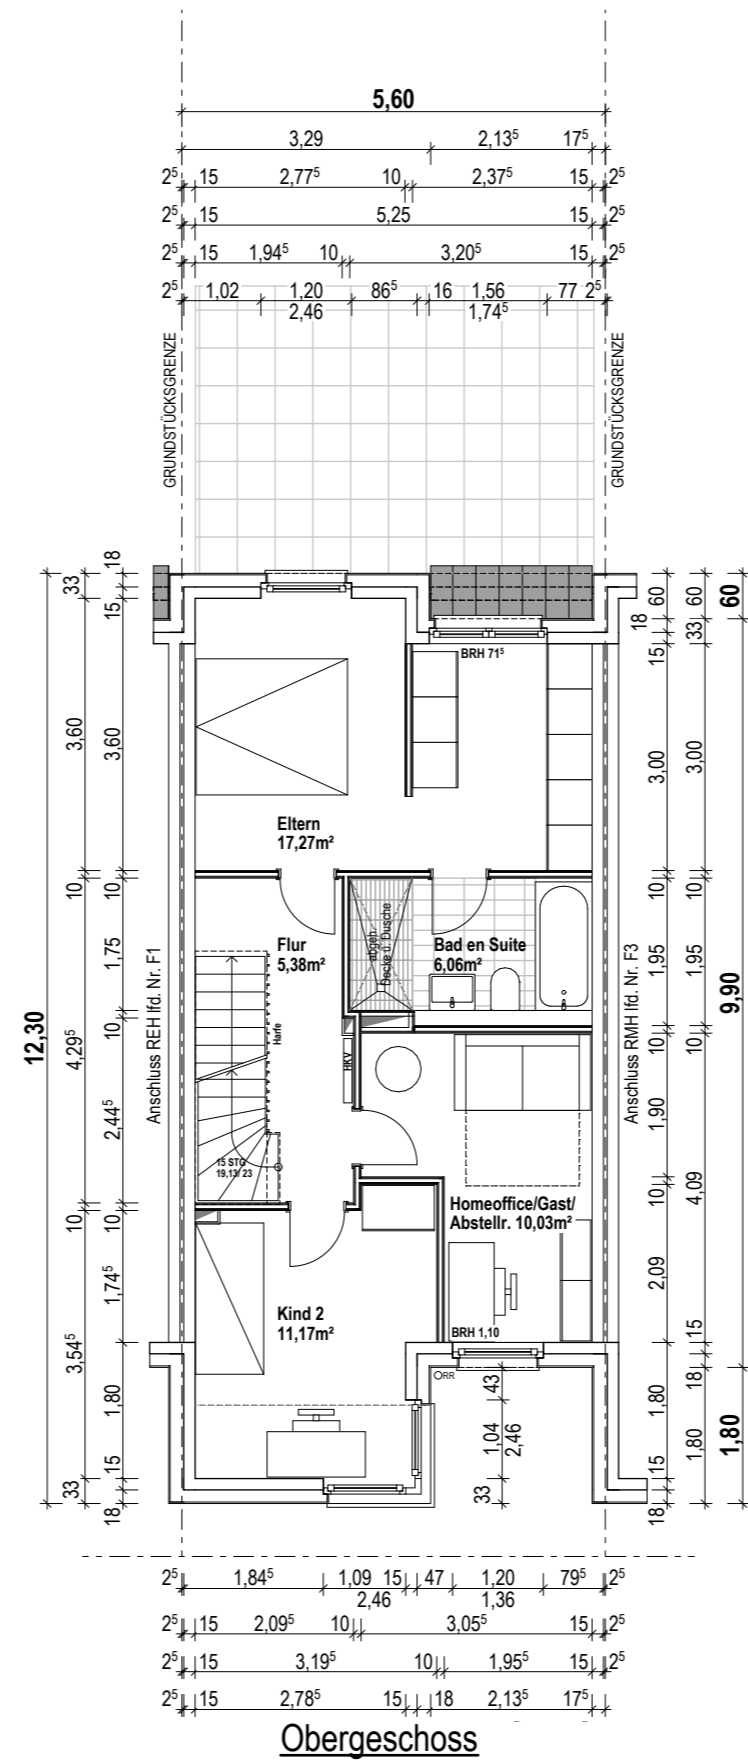 5,60
3,29 2,13⁵ 17⁵
2⁵ 15 2,77⁵ 10 2,37⁵ 15 2⁵
2⁵ 15 5,25 15 2⁵
2⁵ 15 1,94⁵ 10 3,20⁵ 15 2⁵
2⁵ 1,02 1,20 86⁵ 16 1,56 77 2⁵
2,46 1,74⁵
GRUNDSTÜCKSGRENZE
GRUNDSTÜCKSGRENZE
12,30
33 3,60 10 4,29⁵ 10 3,54⁵ 33
18 15 3,60 10 1,75 10 2,44⁵ 10 1,74⁵ 1,80 15 18
Anschluss REH lfd. Nr. F1
BRH 71⁵
Eltern
17,27m²
Flur
5,38m²
abgeh.
Decke ü. Dusche
Bad en Suite
6,06m²
Harfe
HKV
15 STG
19,13/ 23
Homeoffice/Gast/
Abstellr. 10,03m²
Kind 2
11,17m²
BRH 1,10
RR
43
1,04
2,46
33
Anschluss RMH lfd. Nr. F3
60 18 15 3,00 10 1,95 10 1,90 10 2,09 15 18 1,80 15 18
60 33 3,00 10 1,95 10 4,09 1,80
60 9,90 1,80
2⁵ 1,84⁵ 1,09 15 47 1,20 79⁵ 2⁵
2,46 1,36
2⁵ 15 2,09⁵ 10 3,05⁵ 15 2⁵
2⁵ 15 3,19⁵ 10 1,95⁵ 15 2⁵
2⁵ 15 2,78⁵ 15 18 2,13⁵ 17⁵
Obergeschoss